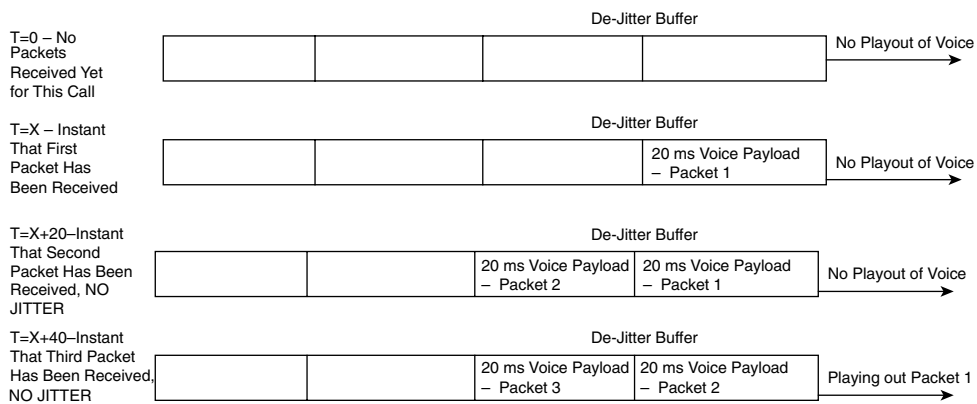 De-Jitter Buffer
T=0 – No
Packets
Received Yet
for This Call
No Playout of Voice
De-Jitter Buffer
T=X – Instant
That First
Packet Has
Been Received
20 ms Voice Payload
– Packet 1
No Playout of Voice
De-Jitter Buffer
T=X+20–Instant
That Second
Packet Has Been
Received, NO
JITTER
20 ms Voice Payload
– Packet 2
20 ms Voice Payload
– Packet 1
No Playout of Voice
De-Jitter Buffer
T=X+40–Instant
That Third Packet
Has Been Received,
NO JITTER
20 ms Voice Payload
– Packet 3
20 ms Voice Payload
– Packet 2
Playing out Packet 1